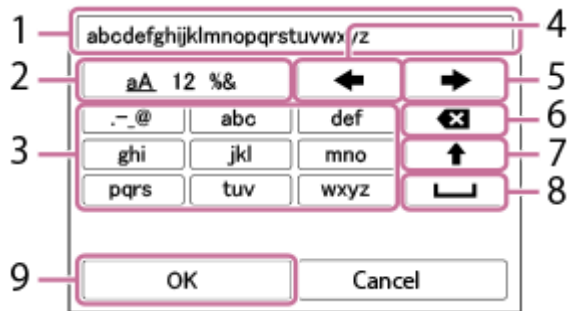 1 abcdefghijklmnopqrstuvwxyz 4
2 aA 12 %& 5
.-_@ abc def 6
3 ghi jkl mno 7
pqrs tuv wxyz 8
9 OK Cancel